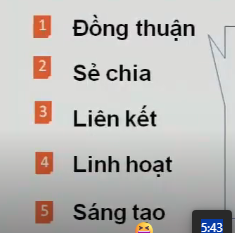 1 Đồng thuận
2 Sẻ chia
3 Liên kết
4 Linh hoạt
5 Sáng tạo
5:43